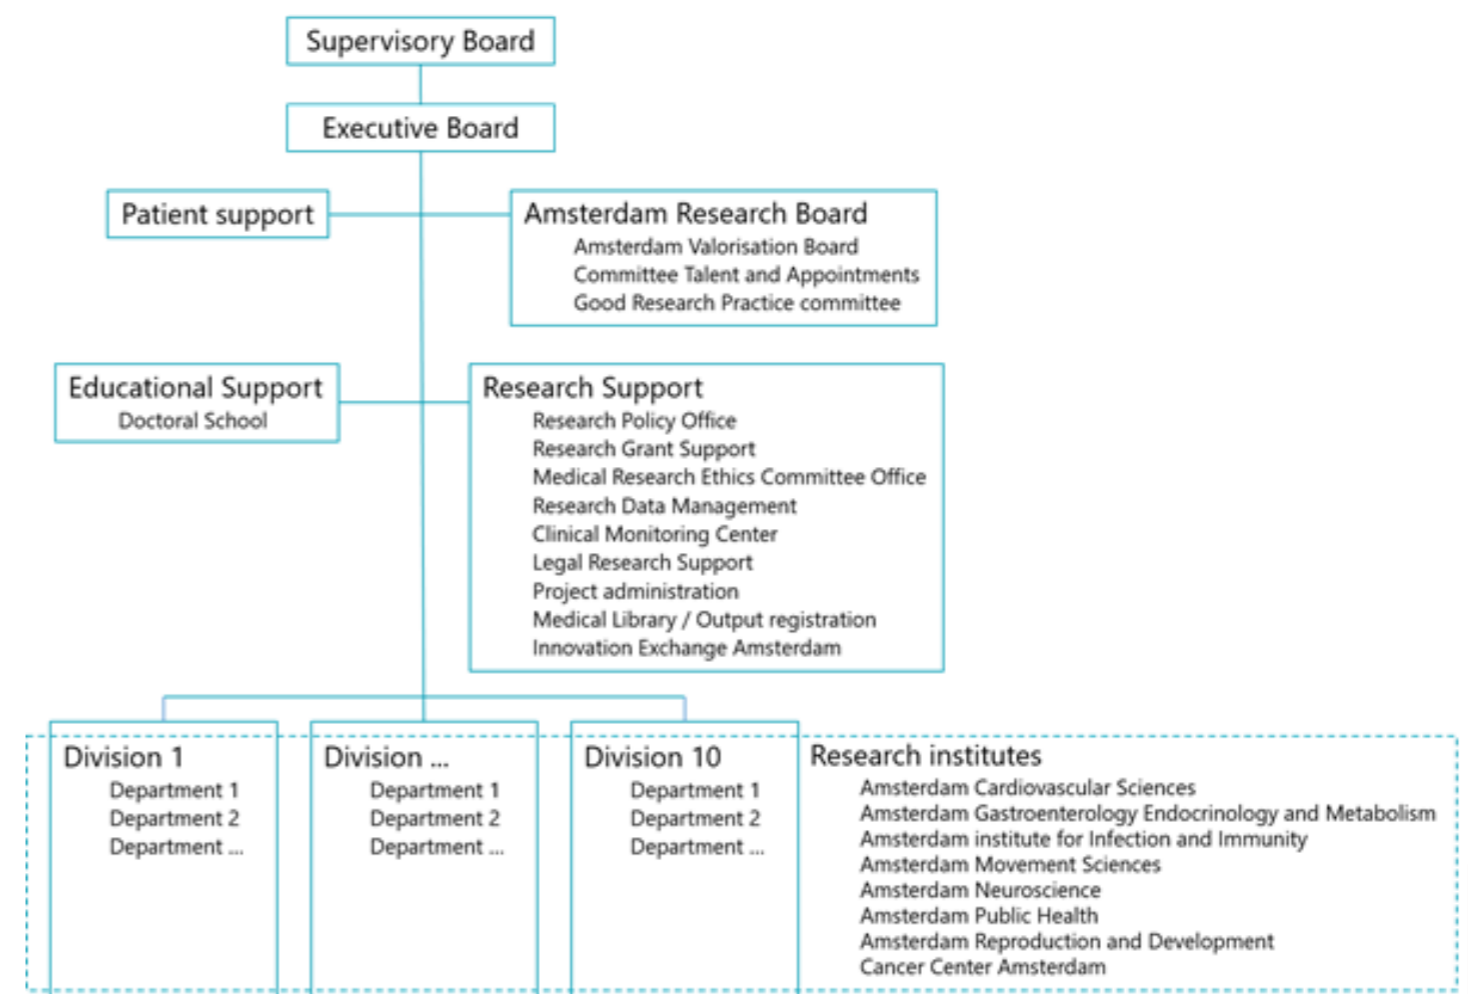 Supervisory Board
Executive Board
Patient support
Amsterdam Research Board
Amsterdam Valorisation Board
Committee Talent and Appointments
Good Research Practice committee
Educational Support
Doctoral School
Research Support
Research Policy Office
Research Grant Support
Medical Research Ethics Committee Office
Research Data Management
Clinical Monitoring Center
Legal Research Support
Project administration
Medical Library / Output registration
Innovation Exchange Amsterdam
Division 1
Department 1
Department 2
Department ...
Division ...
Department 1
Department 2
Department ...
Division 10
Department 1
Department 2
Department ...
Research institutes
Amsterdam Cardiovascular Sciences
Amsterdam Gastroenterology Endocrinology and Metabolism
Amsterdam institute for Infection and Immunity
Amsterdam Movement Sciences
Amsterdam Neuroscience
Amsterdam Public Health
Amsterdam Reproduction and Development
Cancer Center Amsterdam